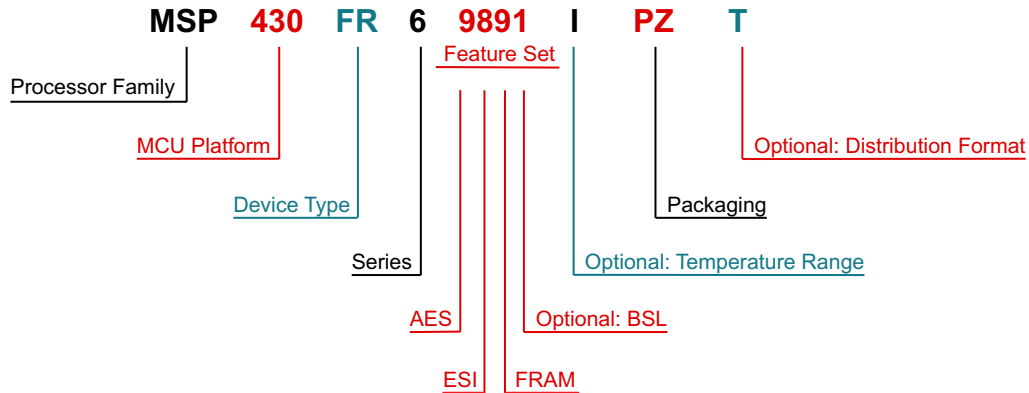 MSP 430 FR 6 9891 I PZ T
Feature Set
Processor Family
MCU Platform
Optional: Distribution Format
Device Type
Packaging
Series
Optional: Temperature Range
AES
Optional: BSL
ESI
FRAM